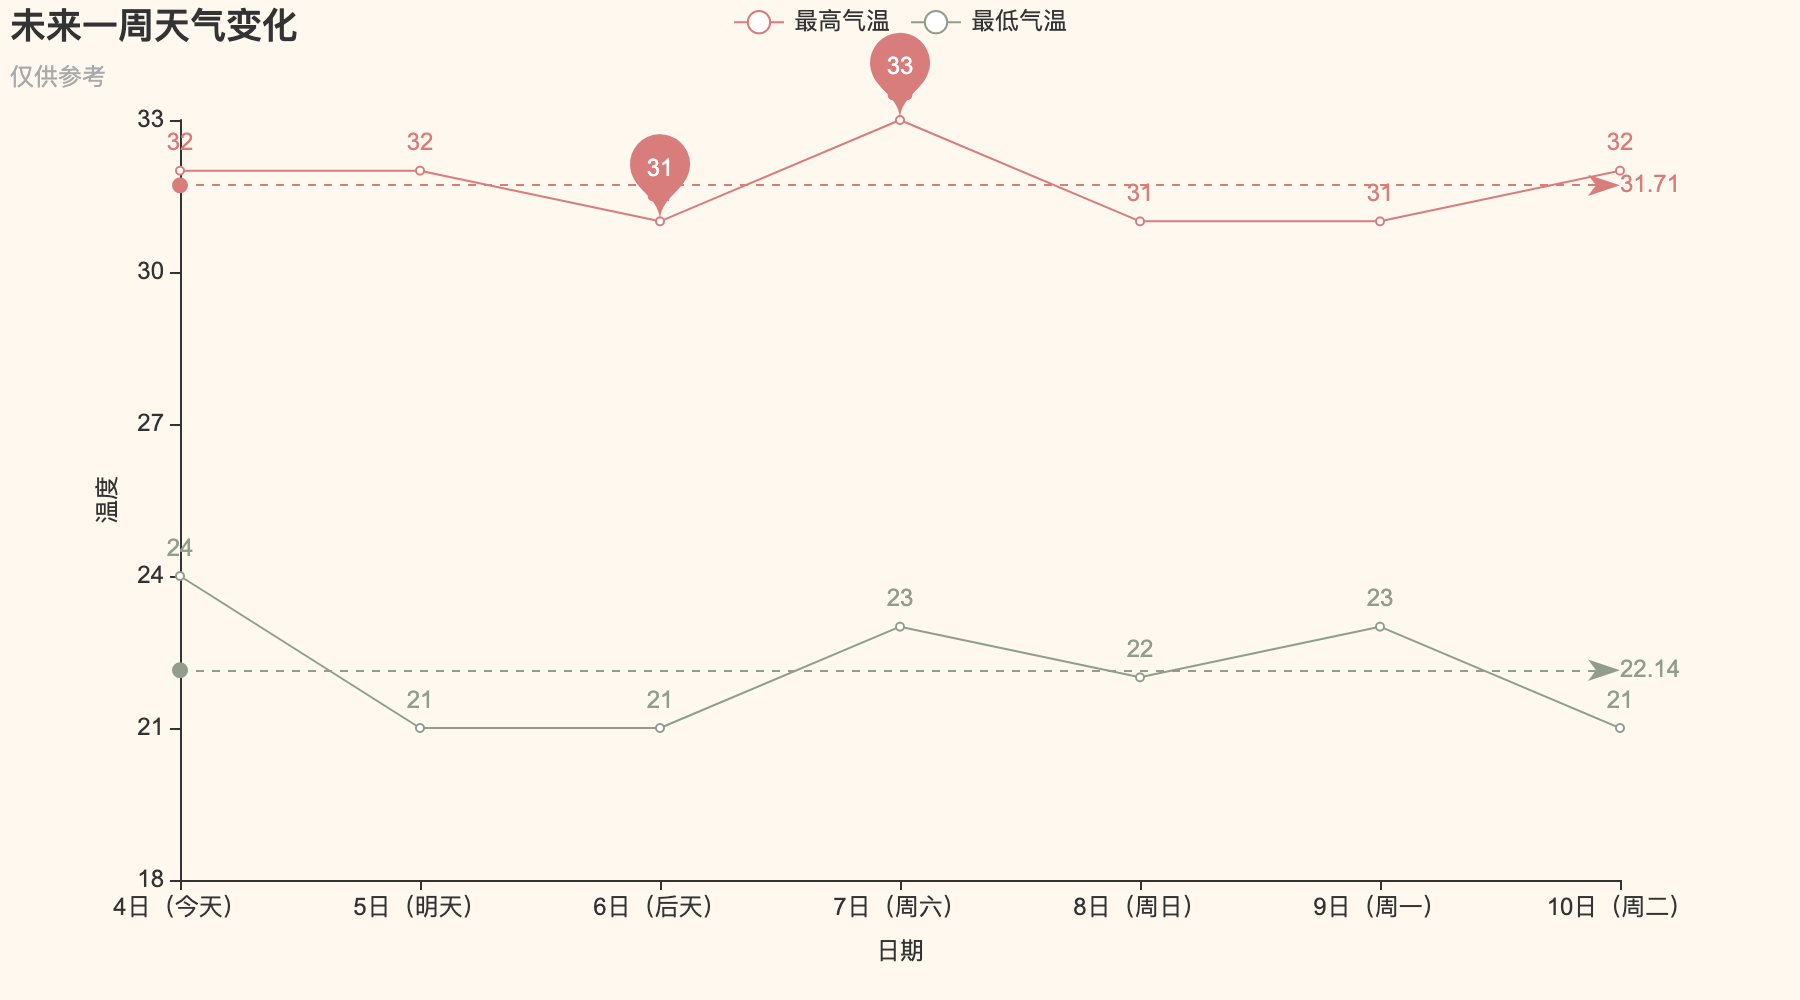 未来一周天气变化
仅供参考
最高气温 最低气温
33
30
27
24
21
18
温度
32 32 31 33 31 31 32
31.71
24 21 21 23 22 23 21
22.14
4日（今天） 5日（明天） 6日（后天） 7日（周六） 8日（周日） 9日（周一） 10日（周二）
日期